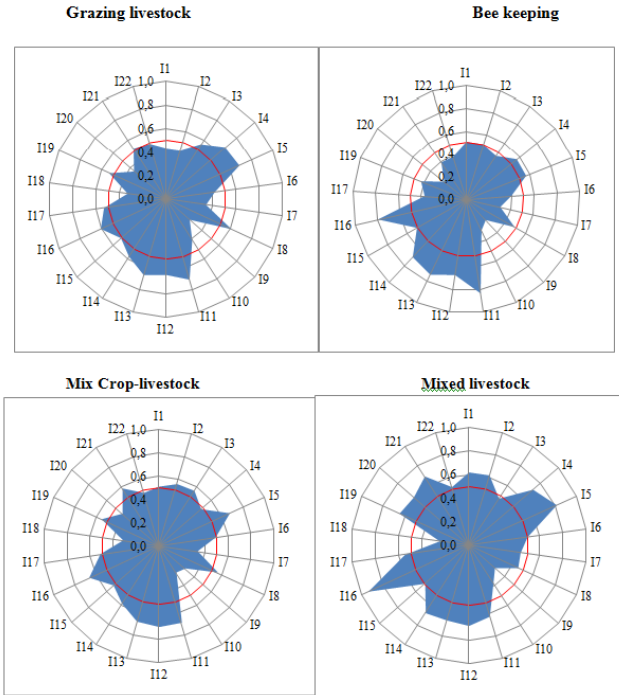 Grazing livestock
Bee keeping
I1
I2
I3
I4
I5
I6
I7
I8
I9
I10
I11
I12
I13
I14
I15
I16
I17
I18
I19
I20
I21
I22
1,0
0,8
0,6
0,4
0,2
0,0
I1
I2
I3
I4
I5
I6
I7
I8
I9
I10
I11
I12
I13
I14
I15
I16
I17
I19
I20
I21
I22
1,0
0,8
0,6
0,4
0,2
0,0
Mix Crop-livestock
Mixed livestock
I1
I2
I3
I4
I5
I6
I7
I8
I9
I10
I11
I12
I13
I14
I15
I16
I17
I18
I19
I20
I21
I22
1,0
0,8
0,6
0,4
0,2
0,0
I1
I2
I3
I4
I5
I6
I7
I8
I9
I10
I11
I12
I13
I14
I15
I16
I17
I18
I19
I20
I21
I22
1,0
0,8
0,6
0,4
0,2
0,0